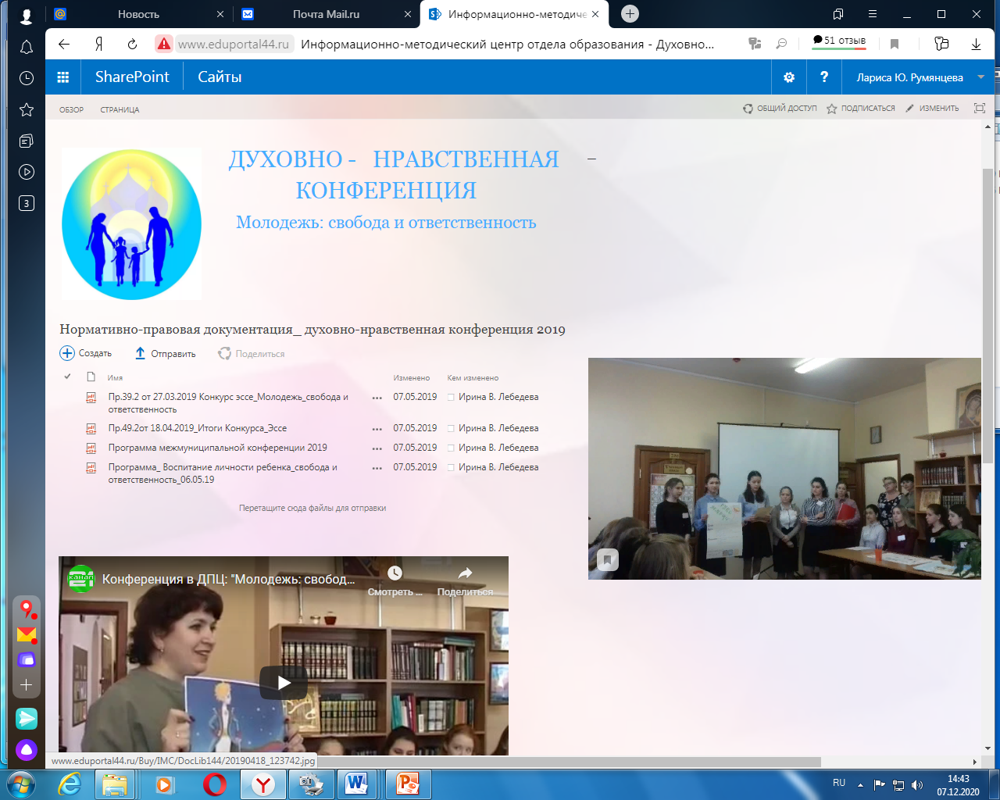 Новость
Почта Mail.ru
Информационно-методиче
www.eduportal44.ru
Информационно-методический центр отдела образования - Духовно...
51 отзыв
SharePoint
Сайты
?
Лариса Ю. Румянцева
ОБЗОР
СТРАНИЦА
ОБЩИЙ ДОСТУП
ПОДПИСАТЬСЯ
ИЗМЕНИТЬ
3
ДУХОВНО - НРАВСТВЕННАЯ –
КОНФЕРЕНЦИЯ
Молодежь: свобода и ответственность
Нормативно-правовая документация_ духовно-нравственная конференция 2019
Создать
Отправить
Поделиться
Имя
Изменено
Кем изменено
Пр.39.2 от 27.03.2019 Конкурс эссе_Молодежь_свобода и
ответственность
... 07.05.2019 Ирина В. Лебедева
Пр.49.2от 18.04.2019_Итоги Конкурса_Эссе ... 07.05.2019 Ирина В. Лебедева
Программа межмуниципальной конференции 2019 ... 07.05.2019 Ирина В. Лебедева
Программа_ Воспитание личности ребенка_свобода и
ответственность_06.05.19
... 07.05.2019 Ирина В. Лебедева
Перетащите сюда файлы для отправки
Конференция в ДПЦ: "Молодежь: свобод...
Смотреть ...
Поделиться
www.eduportal44.ru/Buy/IMC/DocLib144/20190418_123742.jpg
RU
14:43
07.12.2020